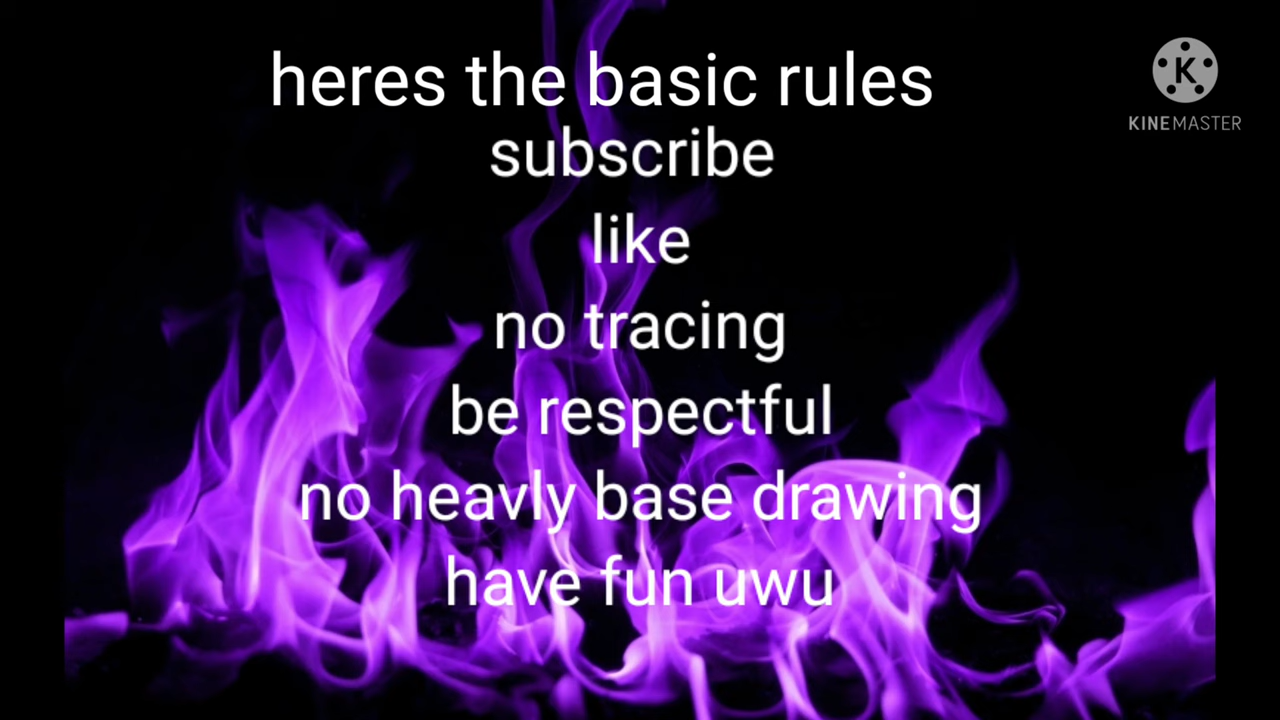 heres the basic rules
subscribe
like
no tracing
be respectful
no heavly base drawing
have fun uwu
K
KINEMASTER